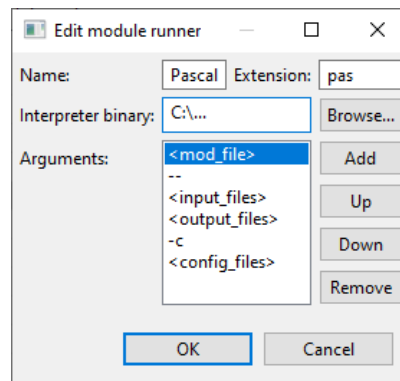 Edit module runner
Name: Pascal Extension: pas
Interpreter binary: C:\... Browse...
Arguments: <mod_file> Add
--
<input_files> Up
<output_files>
-c Down
<config_files>
Remove
OK Cancel